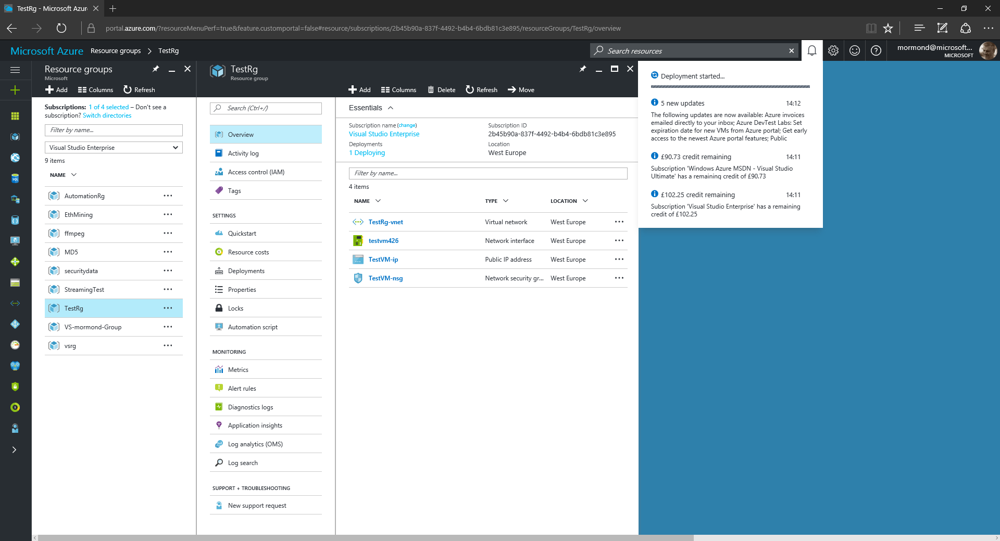 TestRg - Microsoft Azur
portal.azure.com/?resourceMenuPerf=true&feature.customportal=false#resource/subscriptions/2b45b90a-837f-4492-b4b4-6bdb81c3e895/resourceGroups/TestRg/overview
Microsoft Azure Resource groups > TestRg
Search resources
mormond@microsoft...
MICROSOFT
Resource groups
Microsoft
Add Columns Refresh
Subscriptions: 1 of 4 selected – Don't see a
subscription? Switch directories
Filter by name...
Visual Studio Enterprise
9 items
NAME
AutomationRg
EthMining
ffmpeg
MD5
securitydata
StreamingTest
TestRg
VS-mormond-Group
vsrg
TestRg
Resource group
Search (Ctrl+/)
Overview
Activity log
Access control (IAM)
Tags
SETTINGS
Quickstart
Resource costs
Deployments
Properties
Locks
Automation script
MONITORING
Metrics
Alert rules
Diagnostics logs
Application insights
Log analytics (OMS)
Log search
SUPPORT + TROUBLESHOOTING
New support request
Add Columns Delete Refresh Move
Essentials
Subscription name (change)
Visual Studio Enterprise
Deployments
1 Deploying
Subscription ID
2b45b90a-837f-4492-b4b4-6bdb81c3e895
Location
West Europe
Filter by name...
4 items
NAME TYPE LOCATION
TestRg-vnet Virtual network West Europe
testvm426 Network interface West Europe
TestVM-ip Public IP address West Europe
TestVM-nsg Network security gr... West Europe
Deployment started...
5 new updates 14:12
The following updates are now available: Azure invoices
emailed directly to your inbox; Azure DevTest Labs: Set
expiration date for new VMs from Azure portal; Get early
access to the newest Azure portal features; Public
£90.73 credit remaining 14:11
Subscription 'Windows Azure MSDN - Visual Studio
Ultimate' has a remaining credit of £90.73
£102.25 credit remaining 14:11
Subscription 'Visual Studio Enterprise' has a remaining
credit of £102.25